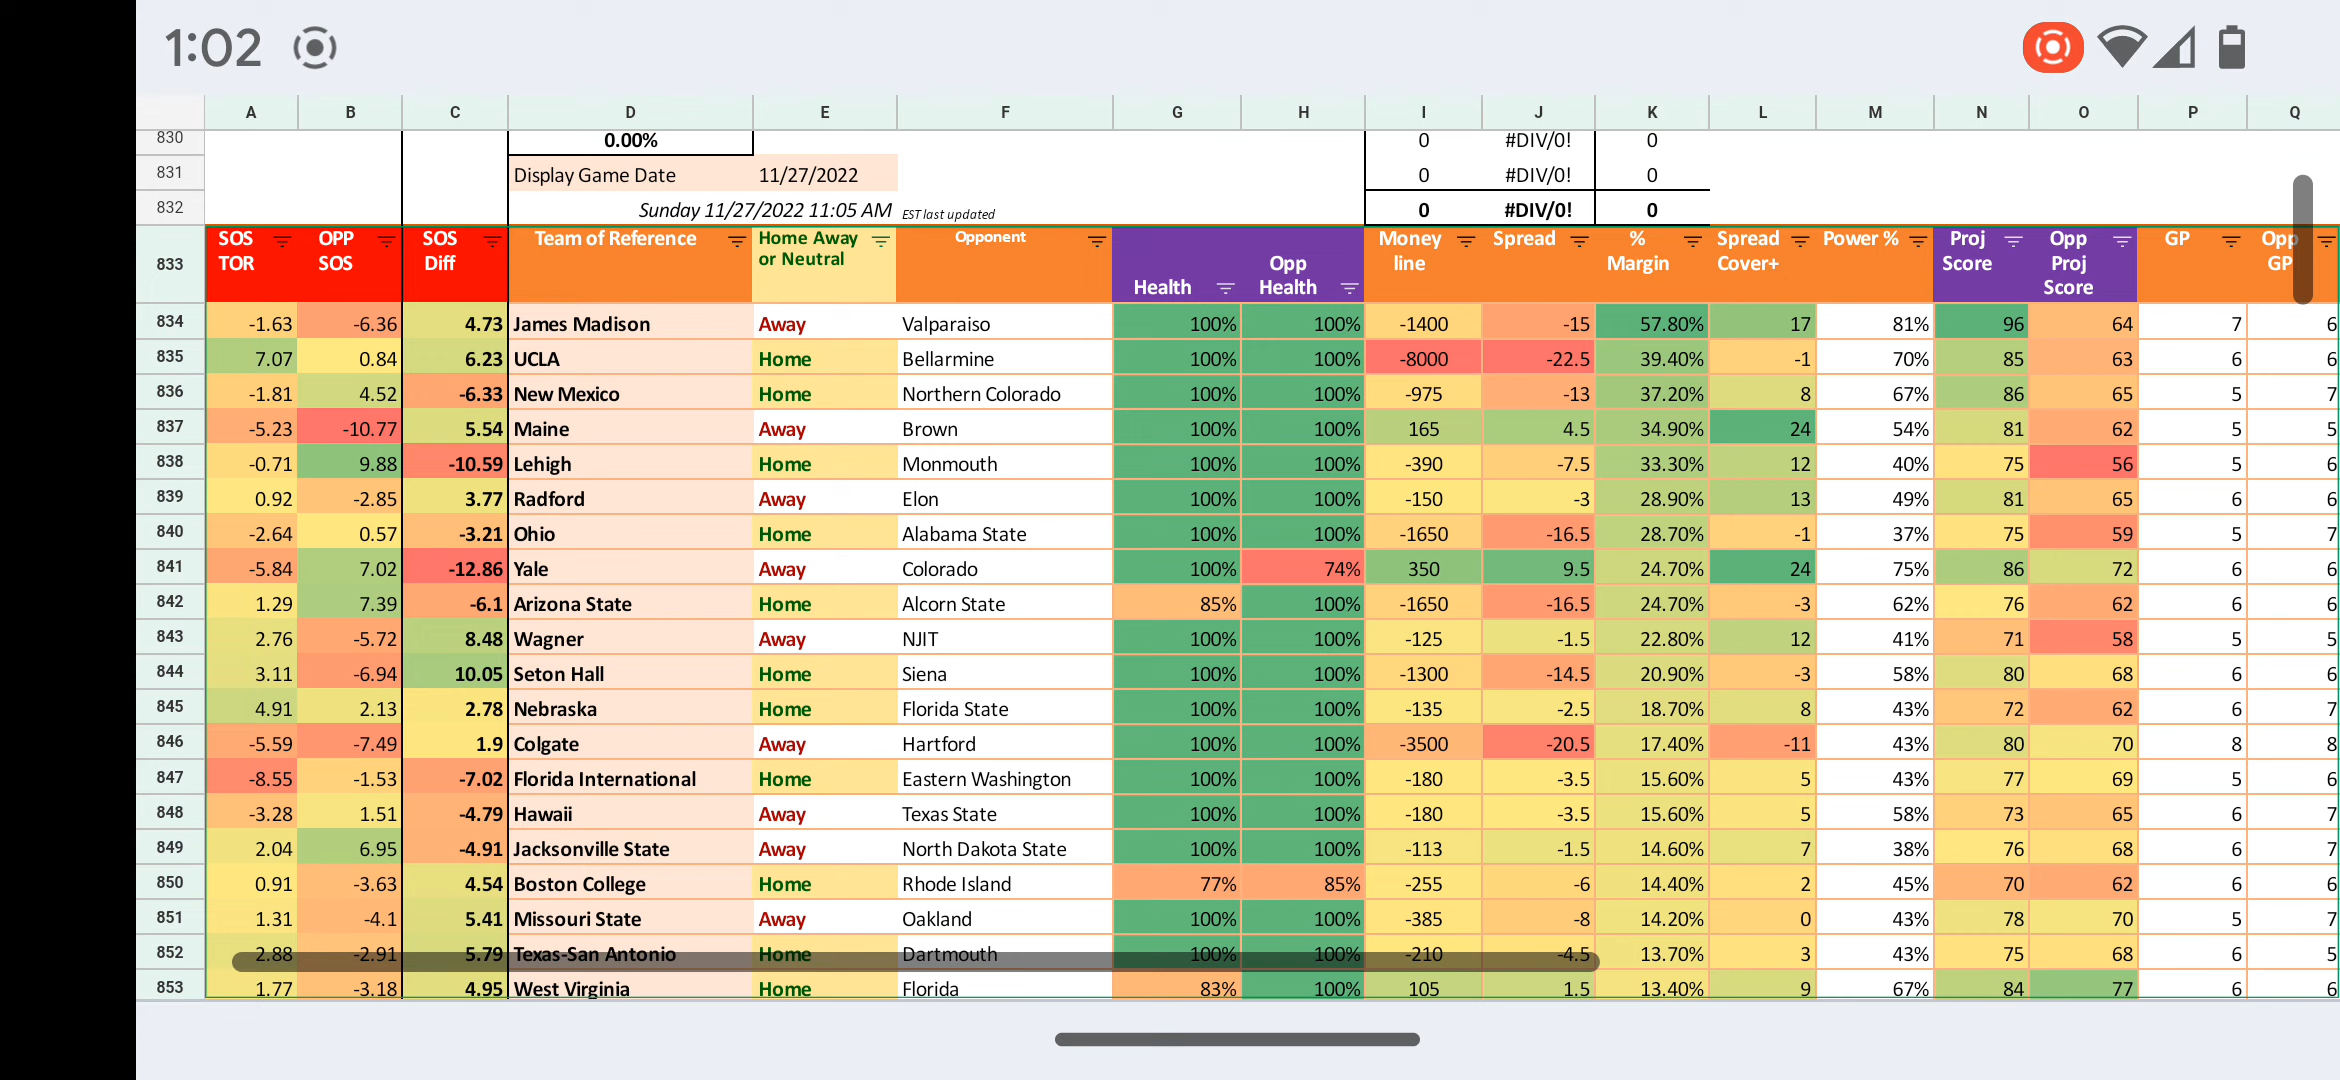 1:02
A B C D E F G H I J K L M N O P Q
830 0.00% 0 #DIV/0! 0
831 Display Game Date 11/27/2022 0 #DIV/0! 0
832 Sunday 11/27/2022 11:05 AM EST last updated 0 #DIV/0! 0
833 SOS TOR OPP SOS SOS Diff Team of Reference Home Away or Neutral Opponent Health Opp Health Money line Spread % Margin Spread Cover+ Power % Proj Score Opp Proj Score GP Opp GP
834 -1.63 -6.36 4.73 James Madison Away Valparaiso 100% 100% -1400 -15 57.80% 17 81% 96 64 7 6
835 7.07 0.84 6.23 UCLA Home Bellarmine 100% 100% -8000 -22.5 39.40% -1 70% 85 63 6 6
836 -1.81 4.52 -6.33 New Mexico Home Northern Colorado 100% 100% -975 -13 37.20% 8 67% 86 65 5 7
837 -5.23 -10.77 5.54 Maine Away Brown 100% 100% 165 4.5 34.90% 24 54% 81 62 5 5
838 -0.71 9.88 -10.59 Lehigh Home Monmouth 100% 100% -390 -7.5 33.30% 12 40% 75 56 5 6
839 0.92 -2.85 3.77 Radford Away Elon 100% 100% -150 -3 28.90% 13 49% 81 65 6 6
840 -2.64 0.57 -3.21 Ohio Home Alabama State 100% 100% -1650 -16.5 28.70% -1 37% 75 59 5 7
841 -5.84 7.02 -12.86 Yale Away Colorado 100% 74% 350 9.5 24.70% 24 75% 86 72 6 6
842 1.29 7.39 -6.1 Arizona State Home Alcorn State 85% 100% -1650 -16.5 24.70% -3 62% 76 62 6 6
843 2.76 -5.72 8.48 Wagner Away NJIT 100% 100% -125 -1.5 22.80% 12 41% 71 58 5 5
844 3.11 -6.94 10.05 Seton Hall Home Siena 100% 100% -1300 -14.5 20.90% -3 58% 80 68 6 6
845 4.91 2.13 2.78 Nebraska Home Florida State 100% 100% -135 -2.5 18.70% 8 43% 72 62 6 7
846 -5.59 -7.49 1.9 Colgate Away Hartford 100% 100% -3500 -20.5 17.40% -11 43% 80 70 8 8
847 -8.55 -1.53 -7.02 Florida International Home Eastern Washington 100% 100% -180 -3.5 15.60% 5 43% 77 69 5 6
848 -3.28 1.51 -4.79 Hawaii Away Texas State 100% 100% -180 -3.5 15.60% 5 58% 73 65 6 7
849 2.04 6.95 -4.91 Jacksonville State Away North Dakota State 100% 100% -113 -1.5 14.60% 7 38% 76 68 6 7
850 0.91 -3.63 4.54 Boston College Home Rhode Island 77% 85% -255 -6 14.40% 2 45% 70 62 6 6
851 1.31 -4.1 5.41 Missouri State Away Oakland 100% 100% -385 -8 14.20% 0 43% 78 70 5 7
852 2.88 -2.91 5.79 Texas-San Antonio Home Dartmouth 100% 100% -210 -4.5 13.70% 3 43% 75 68 6 5
853 1.77 -3.18 4.95 West Virginia Home Florida 83% 100% 105 1.5 13.40% 9 67% 84 77 6 6